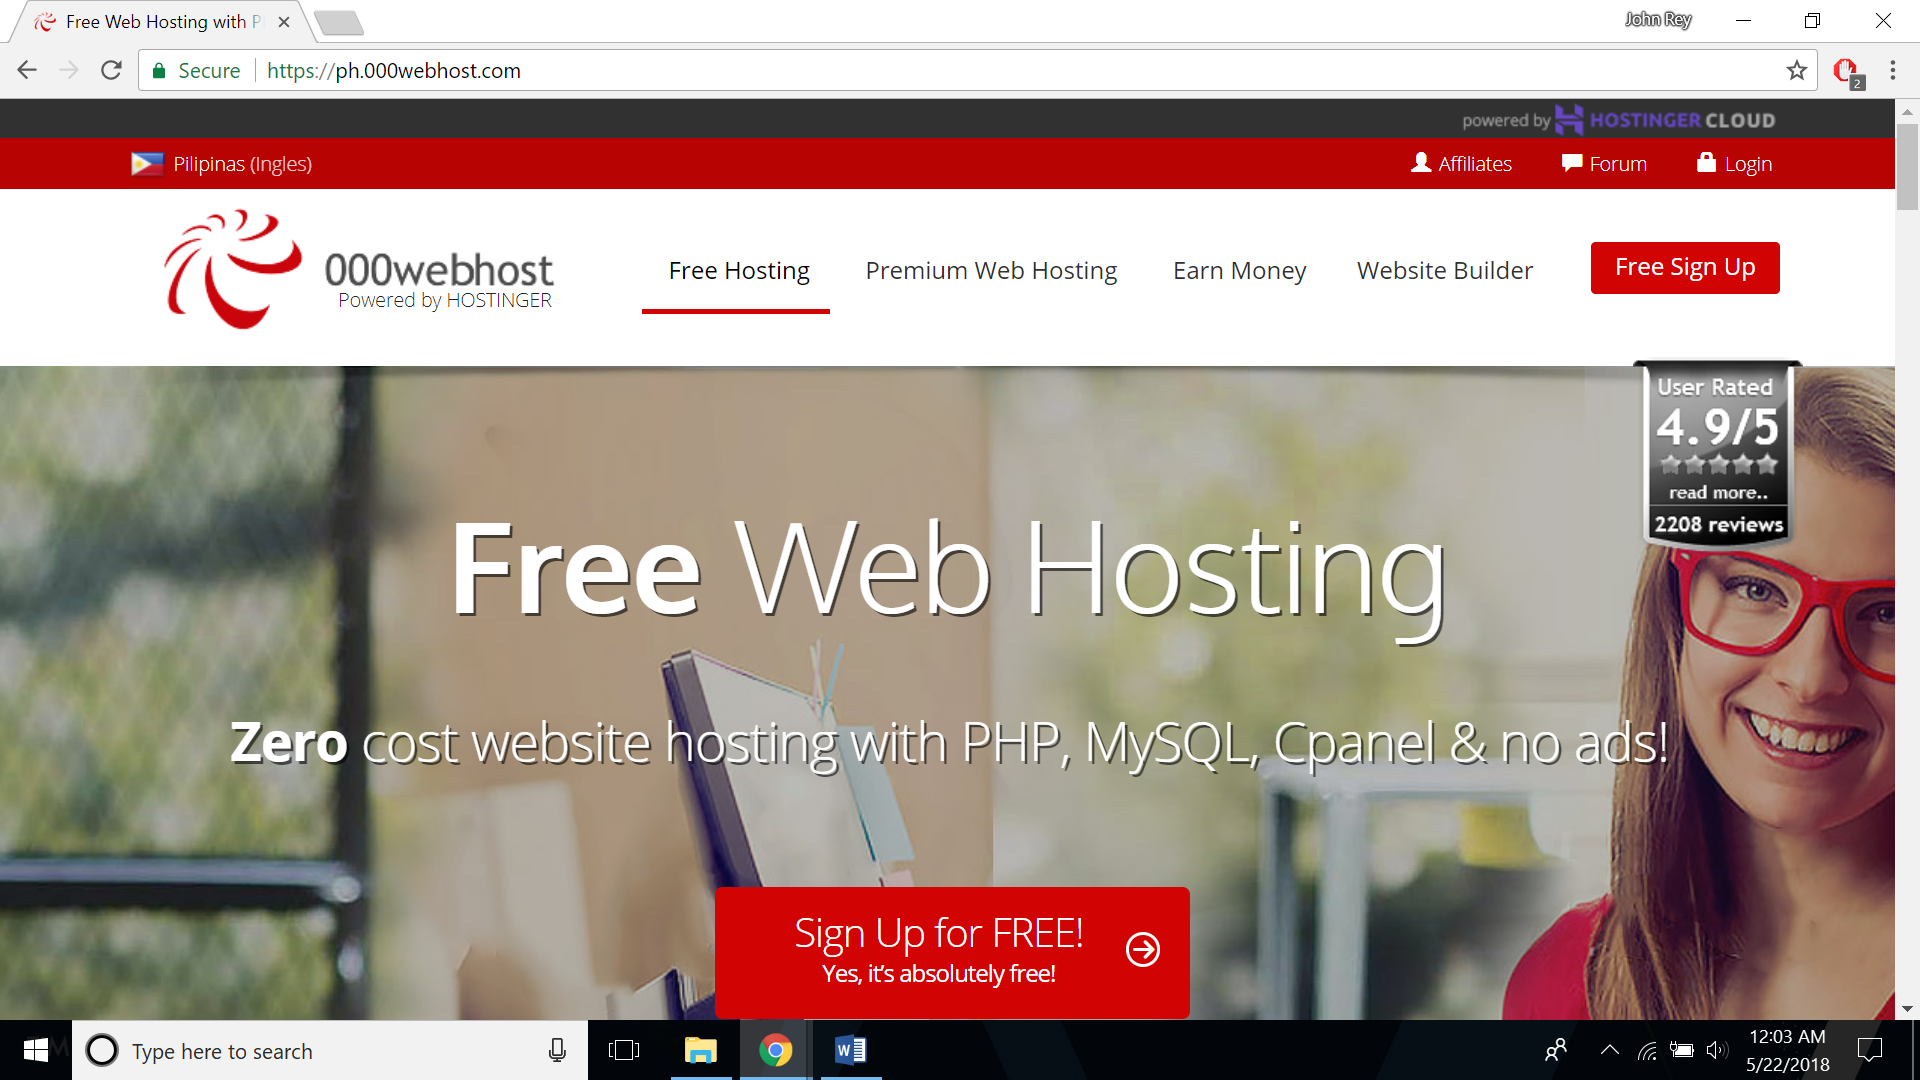 Free Web Hosting with P
John Rey
Secure
https://ph.000webhost.com
2
powered by HOSTINGER CLOUD
Pilipinas (Ingles)
Affiliates
Forum
Login
000webhost
Powered by HOSTINGER
Free Hosting
Premium Web Hosting
Earn Money
Website Builder
Free Sign Up
User Rated
4.9/5
read more..
2208 reviews
Free Web Hosting
Zero cost website hosting with PHP, MySQL, Cpanel & no ads!
Sign Up for FREE!
Yes, it's absolutely free!
Type here to search
W
12:03 AM
5/22/2018